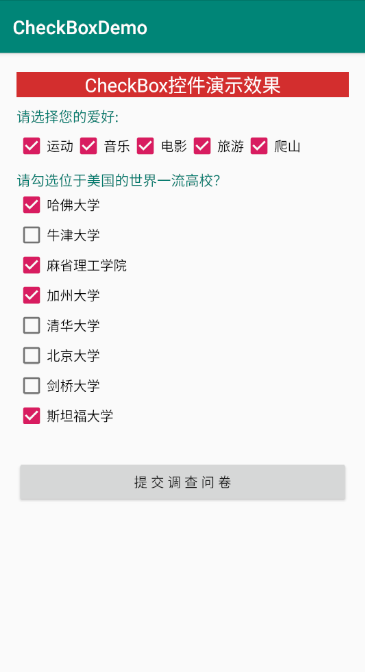 CheckBoxDemo
CheckBox控件演示效果
请选择您的爱好:
运动 音乐 电影 旅游 爬山
请勾选位于美国的世界一流高校?
哈佛大学
牛津大学
麻省理工学院
加州大学
清华大学
北京大学
剑桥大学
斯坦福大学
提交调查问卷